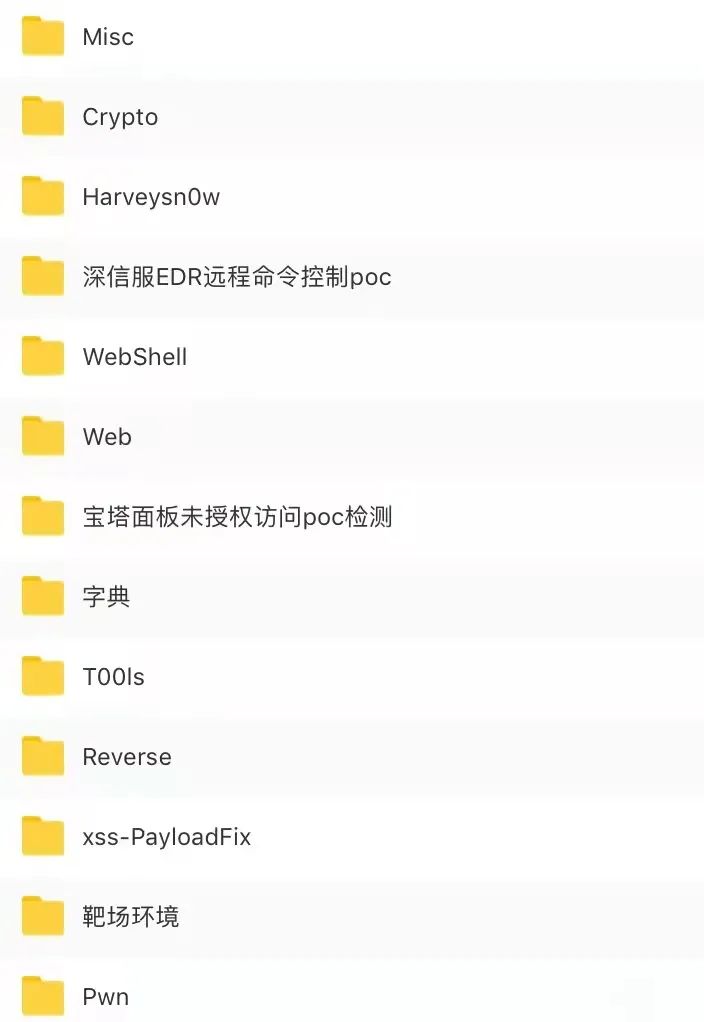 Misc
Crypto
Harveysn0w
深信服EDR远程命令控制poc
WebShell
Web
宝塔面板未授权访问poc检测
字典
T00ls
Reverse
xss-PayloadFix
靶场环境
Pwn